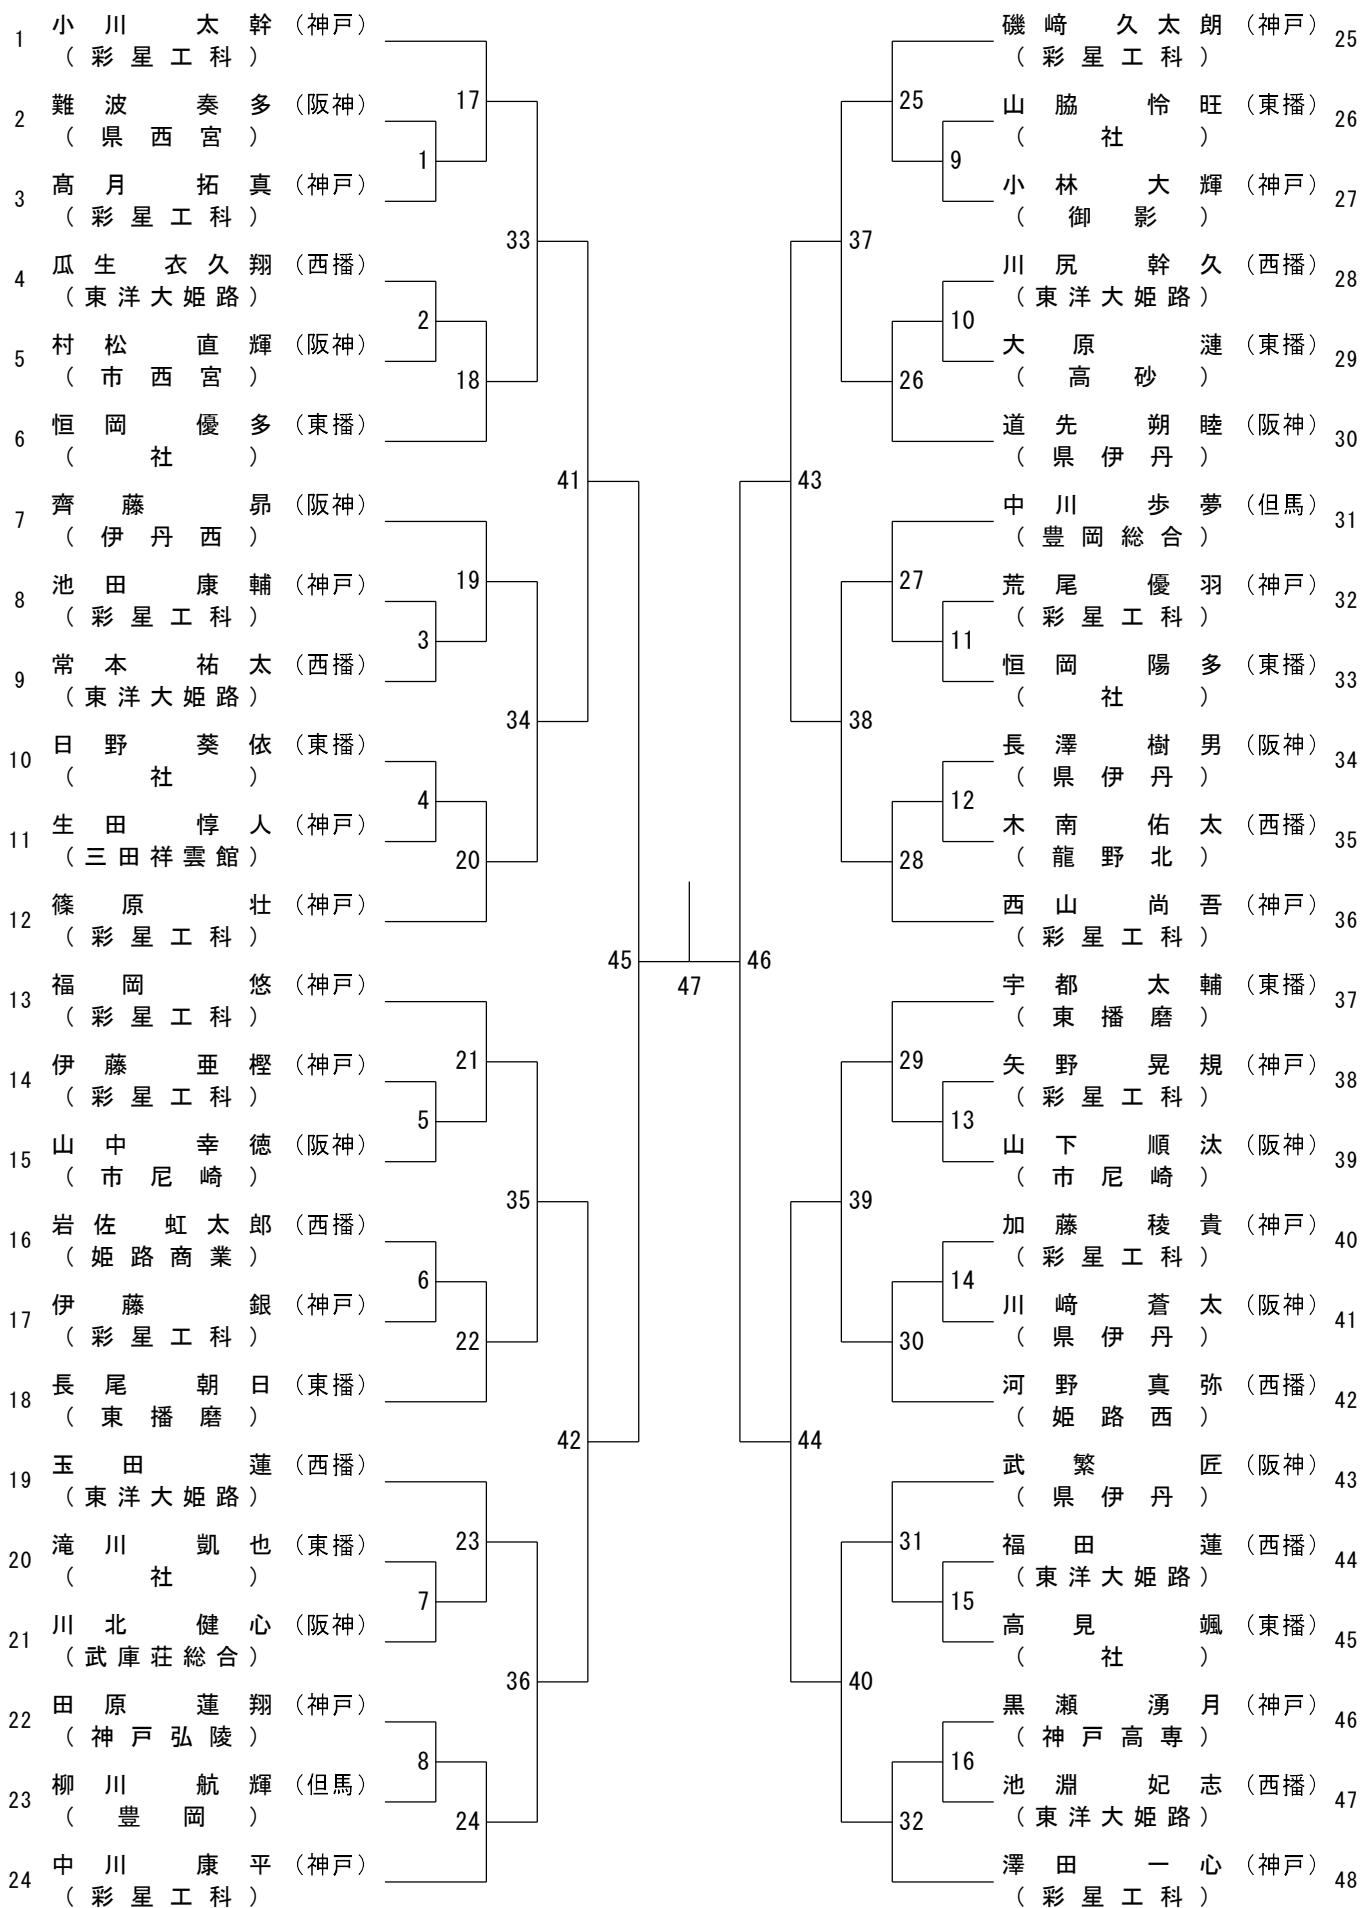 1 小川 太幹 (神戸)
(彩星工科)
2 難波 奏多 (阪神)
(県西宮)
3 髙月 拓真 (神戸)
(彩星工科)
4 瓜生 衣久翔 (西播)
(東洋大姫路)
5 村松 直輝 (阪神)
(市西宮)
6 恒岡 優多 (東播)
(社)
7 齊藤 昴 (阪神)
(伊丹西)
8 池田 康輔 (神戸)
(彩星工科)
9 常本 祐太 (西播)
(東洋大姫路)
10 日野 葵依 (東播)
(社)
11 生田 惇人 (神戸)
(三田祥雲館)
12 篠原 壮 (神戸)
(彩星工科)
13 福岡 悠 (神戸)
(彩星工科)
14 伊藤 亜樫 (神戸)
(彩星工科)
15 山中 幸徳 (阪神)
(市尼崎)
16 岩佐 虹太郎 (西播)
(姫路商業)
17 伊藤 銀 (神戸)
(彩星工科)
18 長尾 朝日 (東播)
(東播磨)
19 玉田 蓮 (西播)
(東洋大姫路)
20 滝川 凱也 (東播)
(社)
21 川北 健心 (阪神)
(武庫荘総合)
22 田原 蓮翔 (神戸)
(神戸弘陵)
23 柳川 航輝 (但馬)
(豊岡)
24 中川 康平 (神戸)
(彩星工科)
1
2
3
4
5
6
7
8
17
18
19
20
21
22
23
24
33
34
35
36
41
42
45
47
46
43
44
37
38
39
40
25
26
27
28
29
30
31
32
9
10
11
12
13
14
15
16
磯﨑 久太朗 (神戸) 25
(彩星工科)
山脇 怜旺 (東播) 26
(社)
小林 大輝 (神戸) 27
(御影)
川尻 幹久 (西播) 28
(東洋大姫路)
大原 漣 (東播) 29
(高砂)
道先 朔睦 (阪神) 30
(県伊丹)
中川 歩夢 (但馬) 31
(豊岡総合)
荒尾 優羽 (神戸) 32
(彩星工科)
恒岡 陽多 (東播) 33
(社)
長澤 樹男 (阪神) 34
(県伊丹)
木南 佑太 (西播) 35
(龍野北)
西山 尚吾 (神戸) 36
(彩星工科)
宇都 太輔 (東播) 37
(東播磨)
矢野 晃規 (神戸) 38
(彩星工科)
山下 順汰 (阪神) 39
(市尼崎)
加藤 稜貴 (神戸) 40
(彩星工科)
川﨑 蒼太 (阪神) 41
(県伊丹)
河野 真弥 (西播) 42
(姫路西)
武繁 匠 (阪神) 43
(県伊丹)
福田 蓮 (西播) 44
(東洋大姫路)
高見 颯 (東播) 45
(社)
黒瀬 湧月 (神戸) 46
(神戸高専)
池淵 妃志 (西播) 47
(東洋大姫路)
澤田 一心 (神戸) 48
(彩星工科)